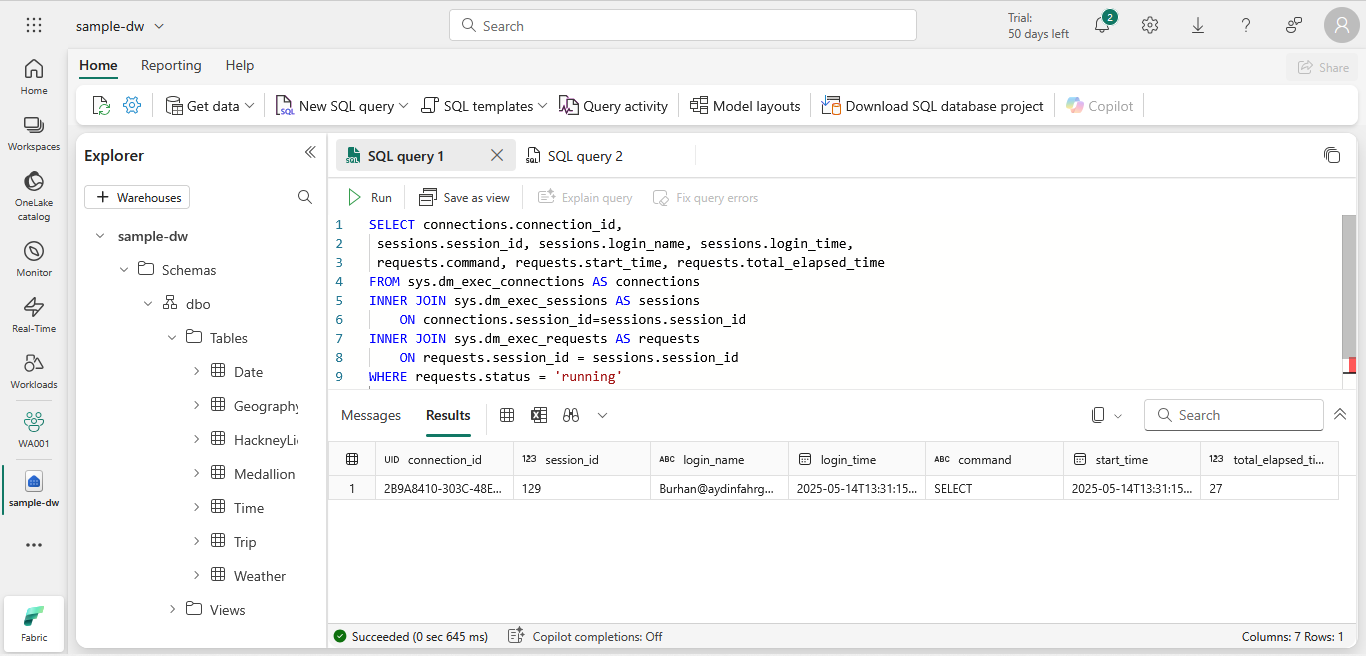 sample-dw
Search
Trial:
50 days left
2
Home
Reporting
Help
Share
Get data
New SQL query
SQL templates
Query activity
Model layouts
Download SQL database project
Copilot
Home
Workspaces
OneLake
catalog
Monitor
Real-Time
Workloads
WA001
sample-dw
Fabric
Explorer
Warehouses
sample-dw
Schemas
dbo
Tables
Date
Geography
HackneyLi
Medallion
Time
Trip
Weather
Views
SQL query 1
SQL query 2
Run
Save as view
Explain query
Fix query errors
1 SELECT connections.connection_id,
2 sessions.session_id, sessions.login_name, sessions.login_time,
3 requests.command, requests.start_time, requests.total_elapsed_time
4 FROM sys.dm_exec_connections AS connections
5 INNER JOIN sys.dm_exec_sessions AS sessions
6 ON connections.session_id=sessions.session_id
7 INNER JOIN sys.dm_exec_requests AS requests
8 ON requests.session_id = sessions.session_id
9 WHERE requests.status = 'running'
Messages
Results
Search
UID connection_id 123 session_id ABC login_name login_time ABC command start_time 123 total_elapsed_ti...
1 2B9A8410-303C-48E... 129 Burhan@aydinfahrg... 2025-05-14T13:31:15... SELECT 2025-05-14T13:31:15... 27
Succeeded (0 sec 645 ms)
Copilot completions: Off
Columns: 7 Rows: 1